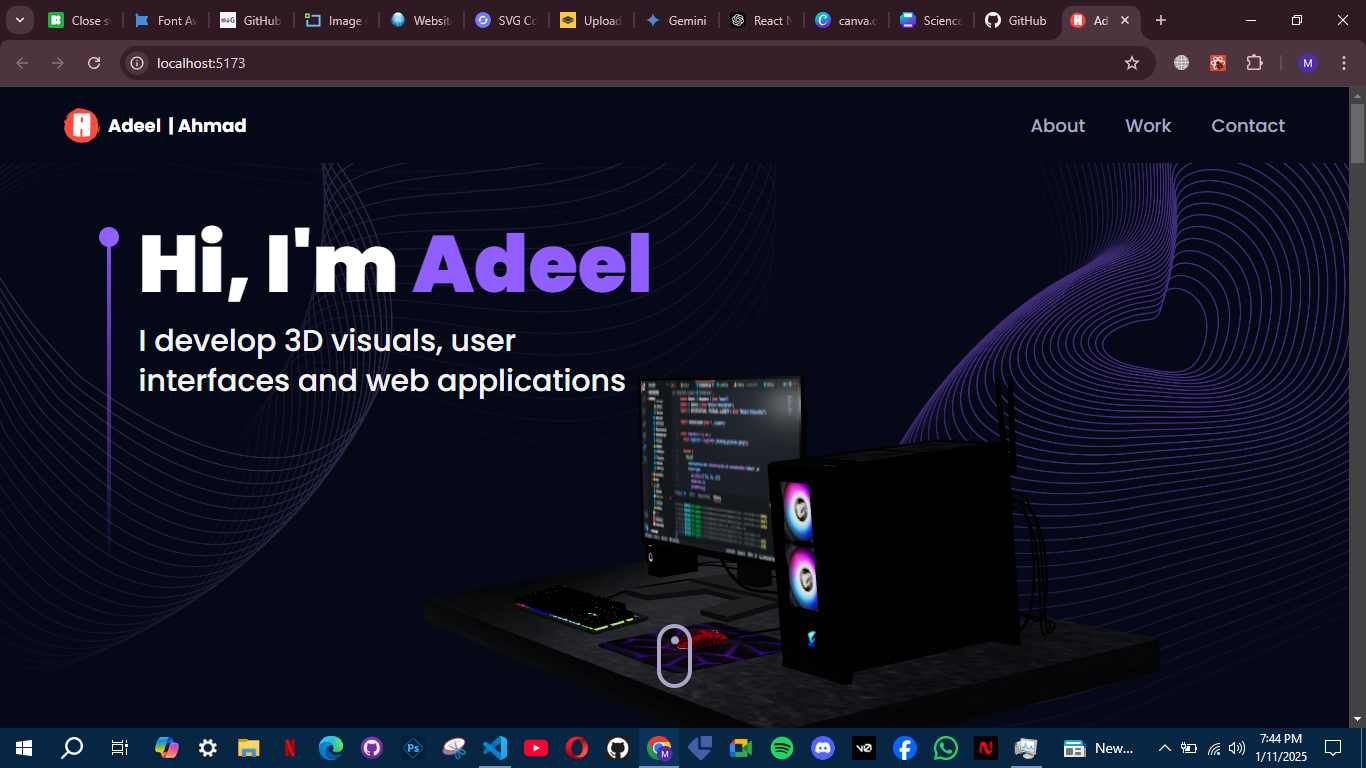 Close s
Font Av
GitHub
Image
Website
SVG Co
Upload
Gemini
React N
canva.c
Science
GitHub
Ad
localhost:5173
M
Adeel | Ahmad
About
Work
Contact
Hi, I'm Adeel
I develop 3D visuals, user
interfaces and web applications
New...
7:44 PM
1/11/2025